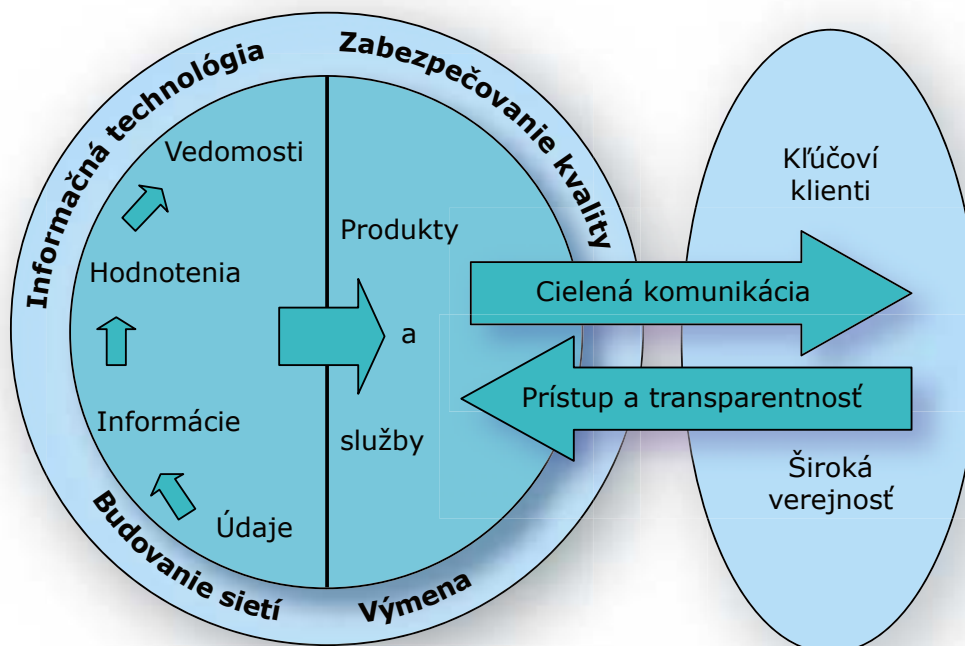 Informačná technológia
Zabezpečovanie kvality
Vedomosti
Hodnotenia
Informácie
Údaje
Produkty
a
služby
Budovanie sietí
Výmena
Kľúčoví
klienti
Cielená komunikácia
Prístup a transparentnosť
Široká
verejnosť